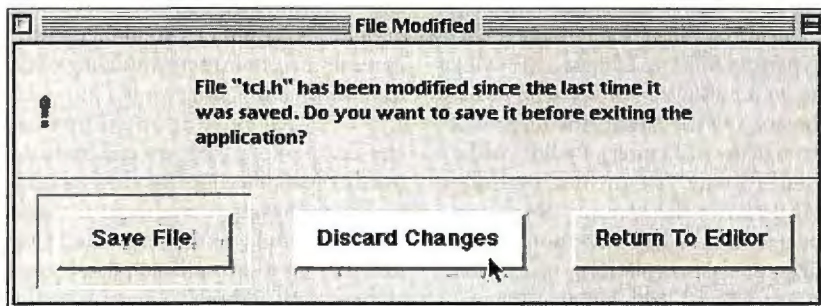 File Modified
File "tcl.h" has been modified since the last time it
was saved. Do you want to save it before exiting the
application?
Save File
Discard Changes
Return To Editor